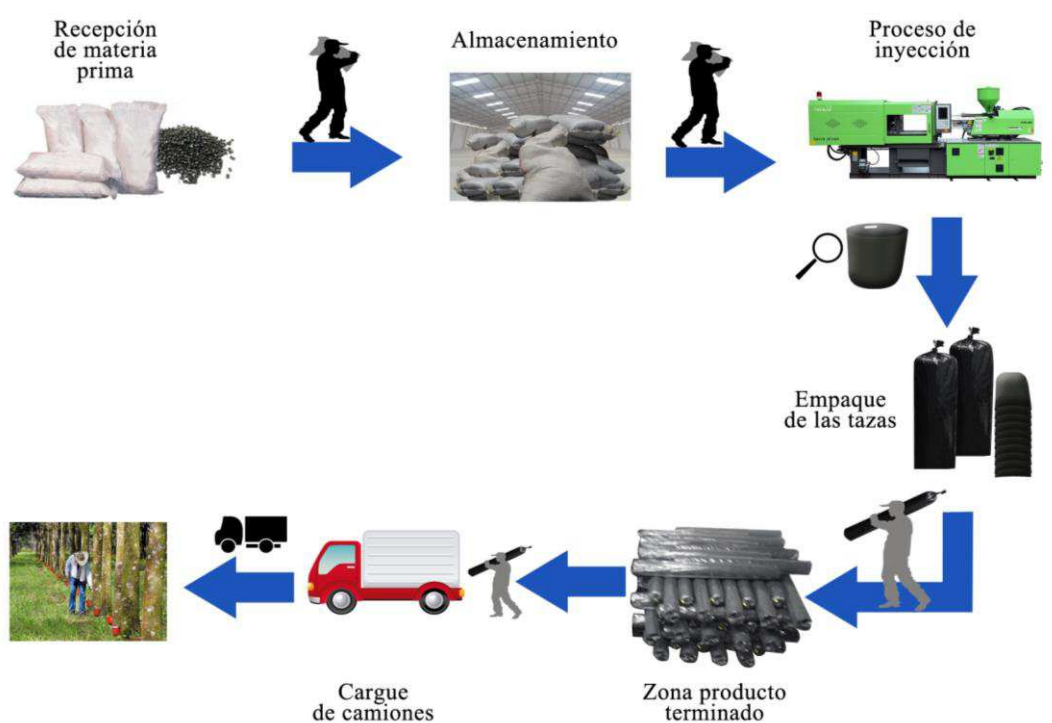 Recepción
de materia
prima
Almacenamiento
Proceso de
inyección
Empaque
de las tazas
Zona producto
terminado
Cargue
de camiones